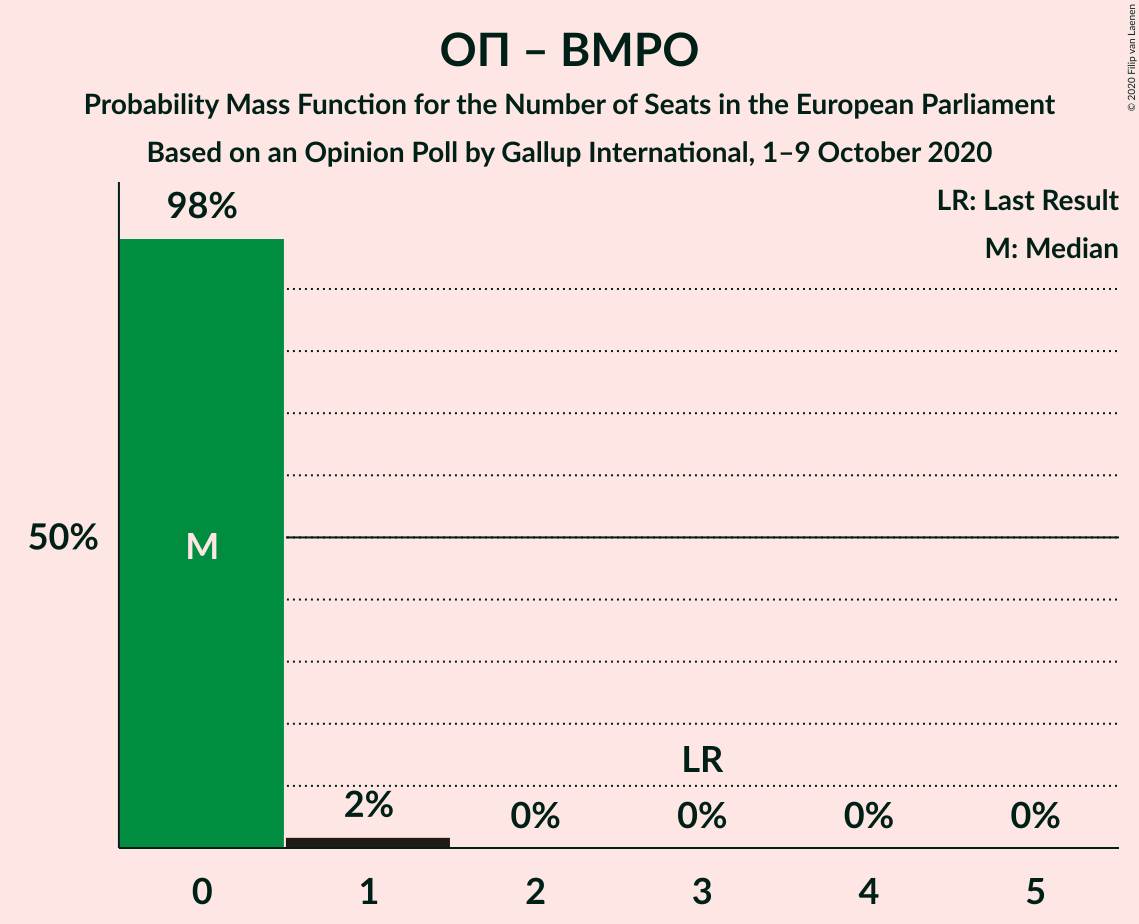 ОП – ВМРО
Probability Mass Function for the Number of Seats in the European Parliament
Based on an Opinion Poll by Gallup International, 1–9 October 2020
© 2020 Filip van Laenen
LR: Last Result
M: Median
98%
50%
M
LR
2%
0%
0%
0%
0%
0
1
2
3
4
5